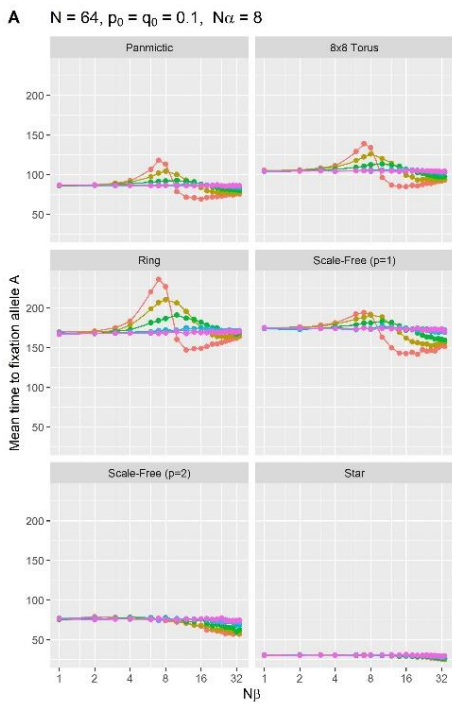 A N = 64, p₀ = q₀ = 0.1, Nα = 8
Panmictic 8x8 Torus
200
150
100
50
Ring Scale-Free (p=1)
Mean time to fixation allele A
200
150
100
50
Scale-Free (p=2) Star
200
150
100
50
1 2 4 8 16 32 1 2 4 8 16 32
Nβ